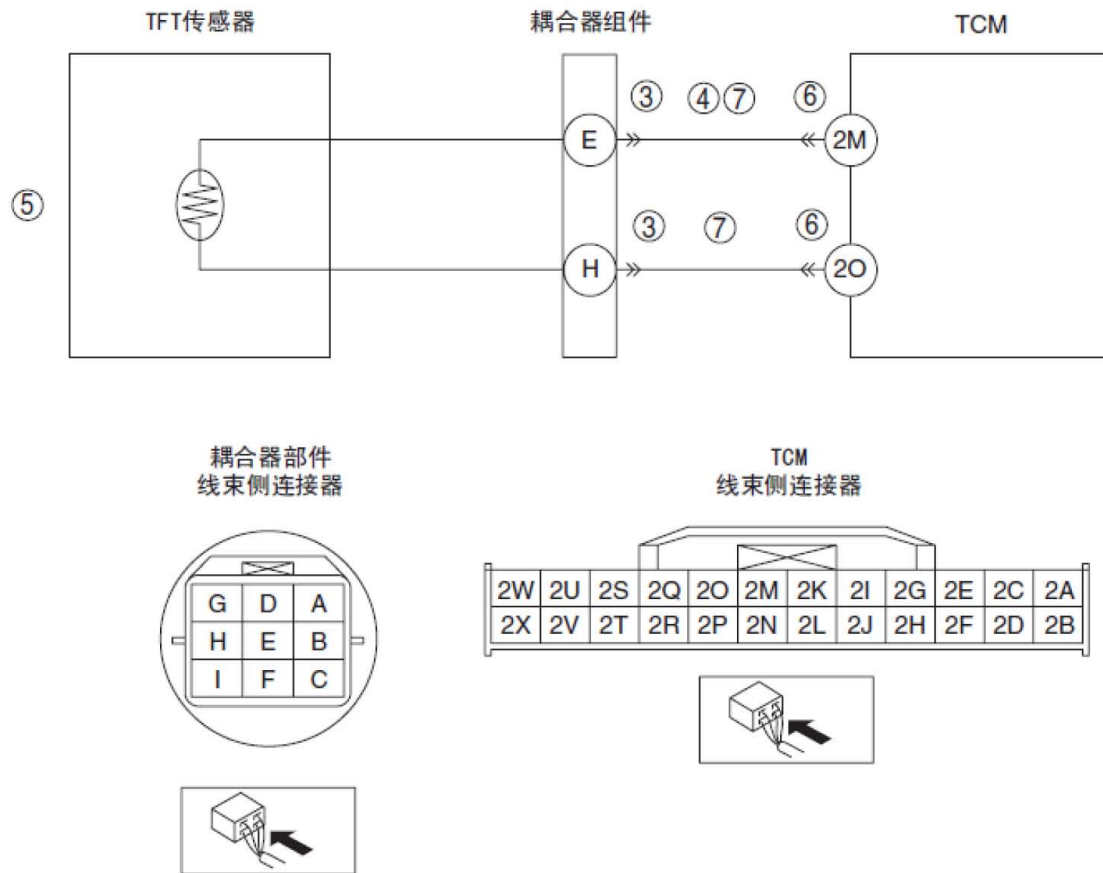 TFT传感器 耦合器组件 TCM
③ ④⑦ ⑥
E 2M
⑤
③ ⑦ ⑥
H 2O
耦合器部件
线束侧连接器
G D A
H E B
I F C
TCM
线束侧连接器
2W 2U 2S 2Q 2O 2M 2K 2I 2G 2E 2C 2A
2X 2V 2T 2R 2P 2N 2L 2J 2H 2F 2D 2B